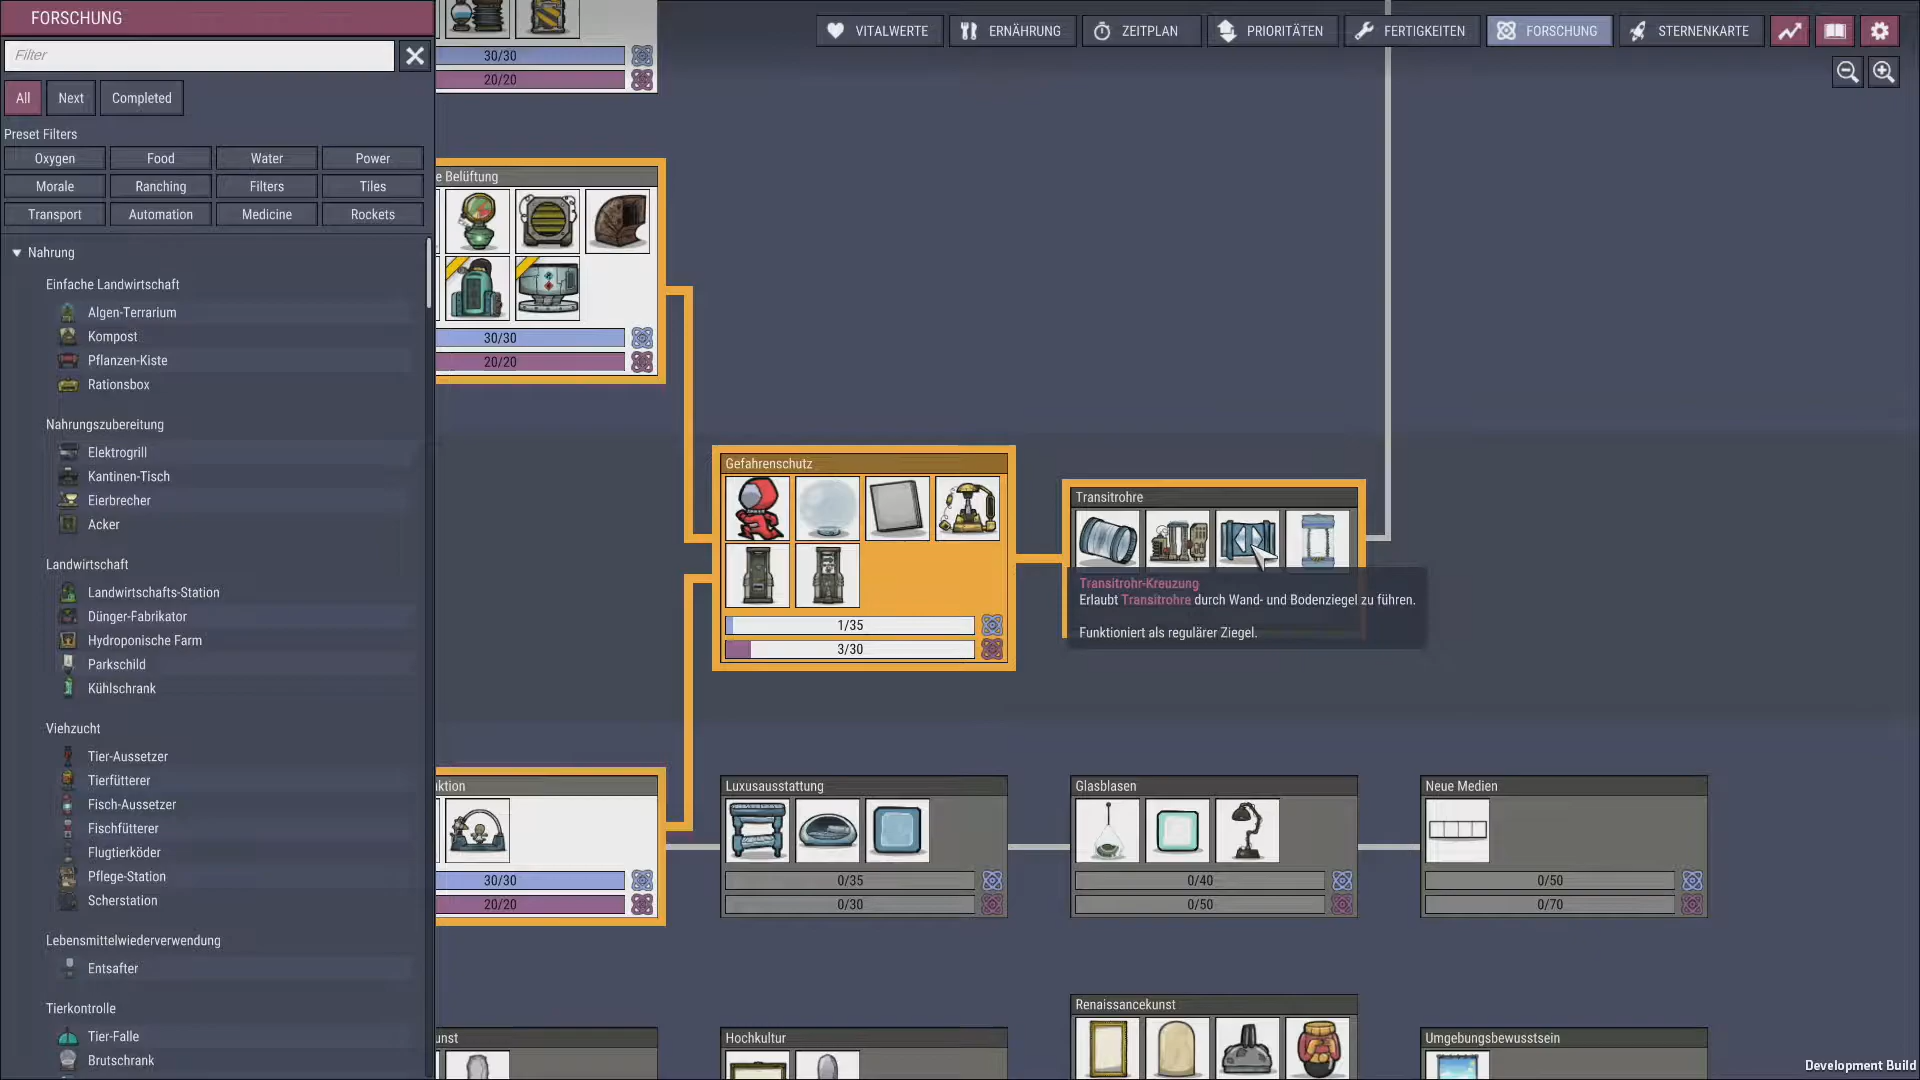 FORSCHUNG
Filter
All
Next
Completed
Preset Filters
Oxygen
Food
Water
Power
Morale
Ranching
Filters
Tiles
Transport
Automation
Medicine
Rockets
Nahrung
Einfache Landwirtschaft
Algen-Terrarium
Kompost
Pflanzen-Kiste
Rationsbox
Nahrungszubereitung
Elektrogrill
Kantinen-Tisch
Eierbrecher
Acker
Landwirtschaft
Landwirtschafts-Station
Dünger-Fabrikator
Hydroponische Farm
Parkschild
Kühlschrank
Viehzucht
Tier-Aussetzer
Tierfütterer
Fisch-Aussetzer
Fischfütterer
Flugtierköder
Pflege-Station
Scherstation
Lebensmittelwiederverwendung
Entsafter
Tierkontrolle
Tier-Falle
Brutschrank
VITALWERTE
ERNÄHRUNG
ZEITPLAN
PRIORITÄTEN
FERTIGKEITEN
FORSCHUNG
STERNENKARTE
30/30
20/20
e Belüftung
30/30
20/20
Gefahrenschutz
1/35
3/30
Transitrohre
Transitrohr-Kreuzung
Erlaubt Transitrohre durch Wand- und Bodenziegel zu führen.
Funktioniert als regulärer Ziegel.
ktion
30/30
20/20
Luxusausstattung
0/35
0/30
Glasblasen
0/40
0/50
Neue Medien
0/50
0/70
unst
Hochkultur
Renaissancekunst
Umgebungsbewusstsein
Development Build